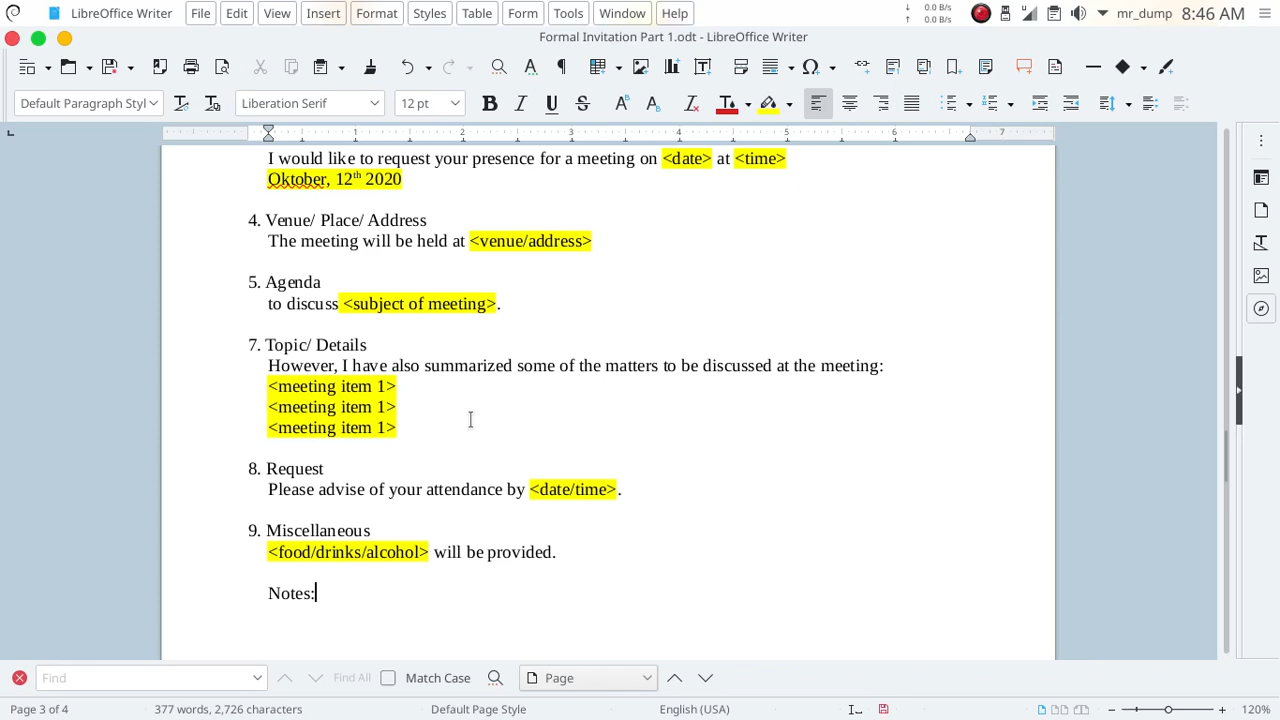 LibreOffice Writer File Edit View Insert Format Styles Table Form Tools Window Help 0.0 B/s 0.0 B/s mr_dump 8:46 AM
Formal Invitation Part 1.odt - LibreOffice Writer
Default Paragraph Styl Liberation Serif 12 pt
1 2 3 4 5 6 7
I would like to request your presence for a meeting on <date> at <time>
Oktober, 12th 2020
4. Venue/ Place/ Address
The meeting will be held at <venue/address>
5. Agenda
to discuss <subject of meeting>.
7. Topic/ Details
However, I have also summarized some of the matters to be discussed at the meeting:
<meeting item 1>
<meeting item 1>
<meeting item 1>
8. Request
Please advise of your attendance by <date/time>.
9. Miscellaneous
<food/drinks/alcohol> will be provided.
Notes:
Find Find All Match Case Page
Page 3 of 4 377 words, 2,726 characters Default Page Style English (USA) 120%